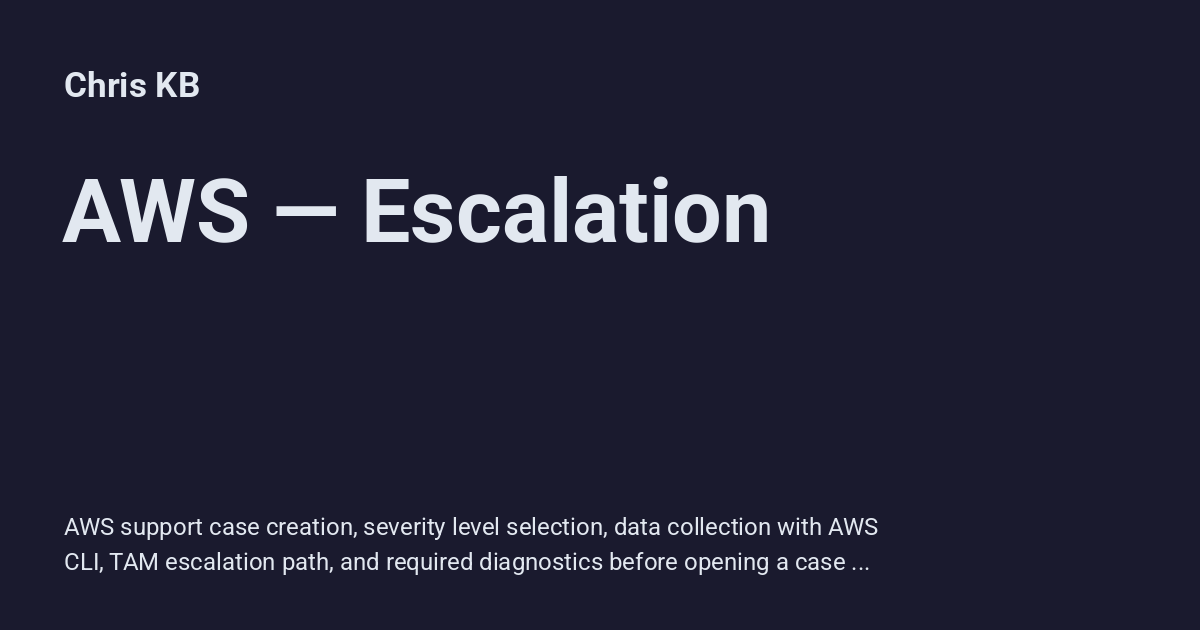 Chris KB
AWS — Escalation
AWS support case creation, severity level selection, data collection with AWS
CLI, TAM escalation path, and required diagnostics before opening a case ...